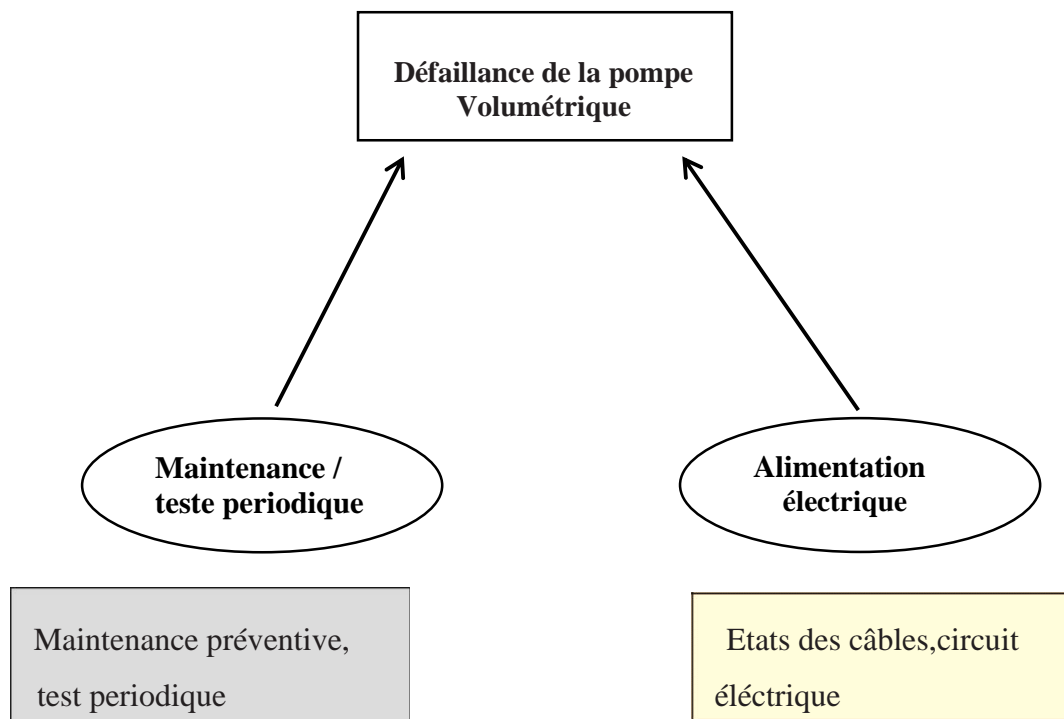 Défaillance de la pompe
Volumétrique
Maintenance /
teste periodique
Alimentation
électrique
Maintenance préventive,
test periodique
Etats des câbles,circuit
éléctrique